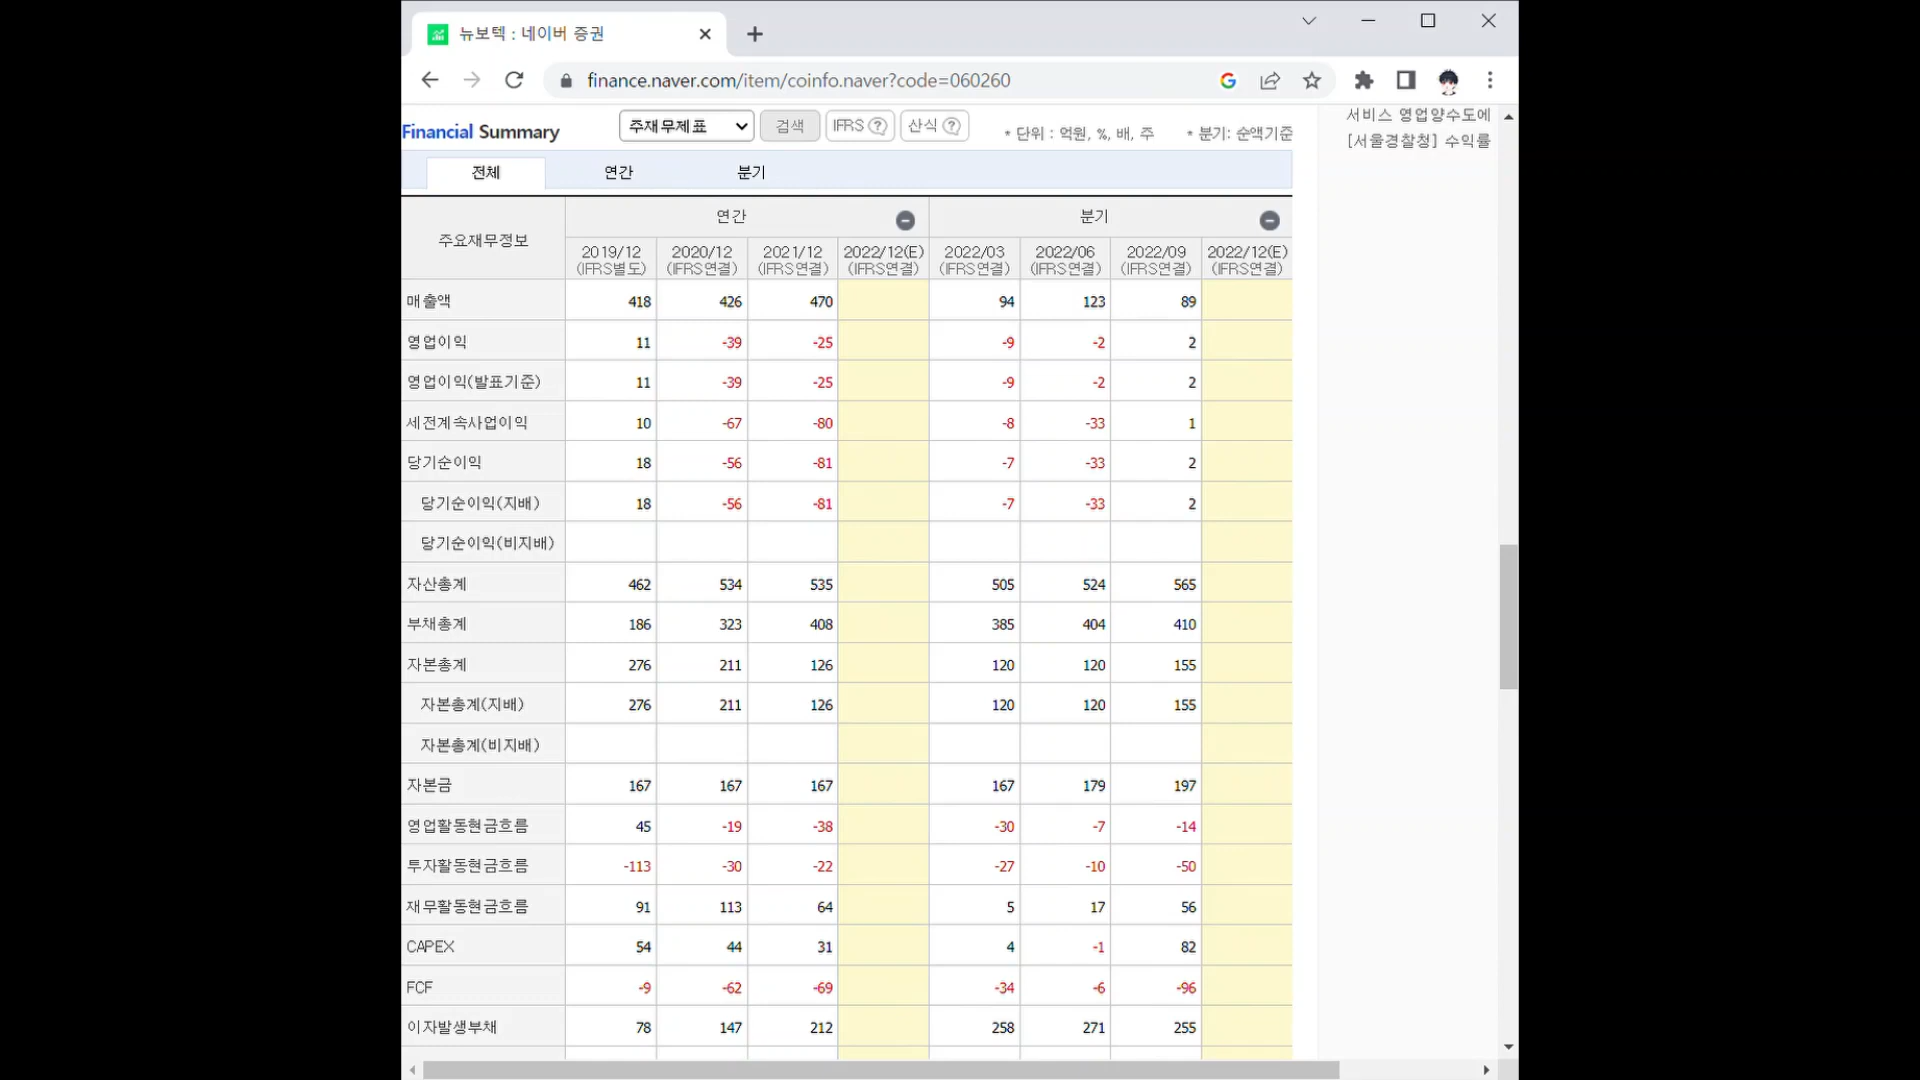 뉴보텍 : 네이버 증권
finance.naver.com/item/coinfo.naver?code=060260
서비스 영업양수도에
[서울경찰청] 수익률
Financial Summary 주재무제표 검색 IFRS ? 산식 ? * 단위 : 억원, %, 배, 주 * 분기: 순액기준
전체 연간 분기
주요재무정보 연간 분기
2019/12 2020/12 2021/12 2022/12(E) 2022/03 2022/06 2022/09 2022/12(E)
(IFRS별도) (IFRS연결) (IFRS연결) (IFRS연결) (IFRS연결) (IFRS연결) (IFRS연결) (IFRS연결)
매출액 418 426 470 94 123 89
영업이익 11 -39 -25 -9 -2 2
영업이익(발표기준) 11 -39 -25 -9 -2 2
세전계속사업이익 10 -67 -80 -8 -33 1
당기순이익 18 -56 -81 -7 -33 2
당기순이익(지배) 18 -56 -81 -7 -33 2
당기순이익(비지배)
자산총계 462 534 535 505 524 565
부채총계 186 323 408 385 404 410
자본총계 276 211 126 120 120 155
자본총계(지배) 276 211 126 120 120 155
자본총계(비지배)
자본금 167 167 167 167 179 197
영업활동현금흐름 45 -19 -38 -30 -7 -14
투자활동현금흐름 -113 -30 -22 -27 -10 -50
재무활동현금흐름 91 113 64 5 17 56
CAPEX 54 44 31 4 -1 82
FCF -9 -62 -69 -34 -6 -96
이자발생부채 78 147 212 258 271 255